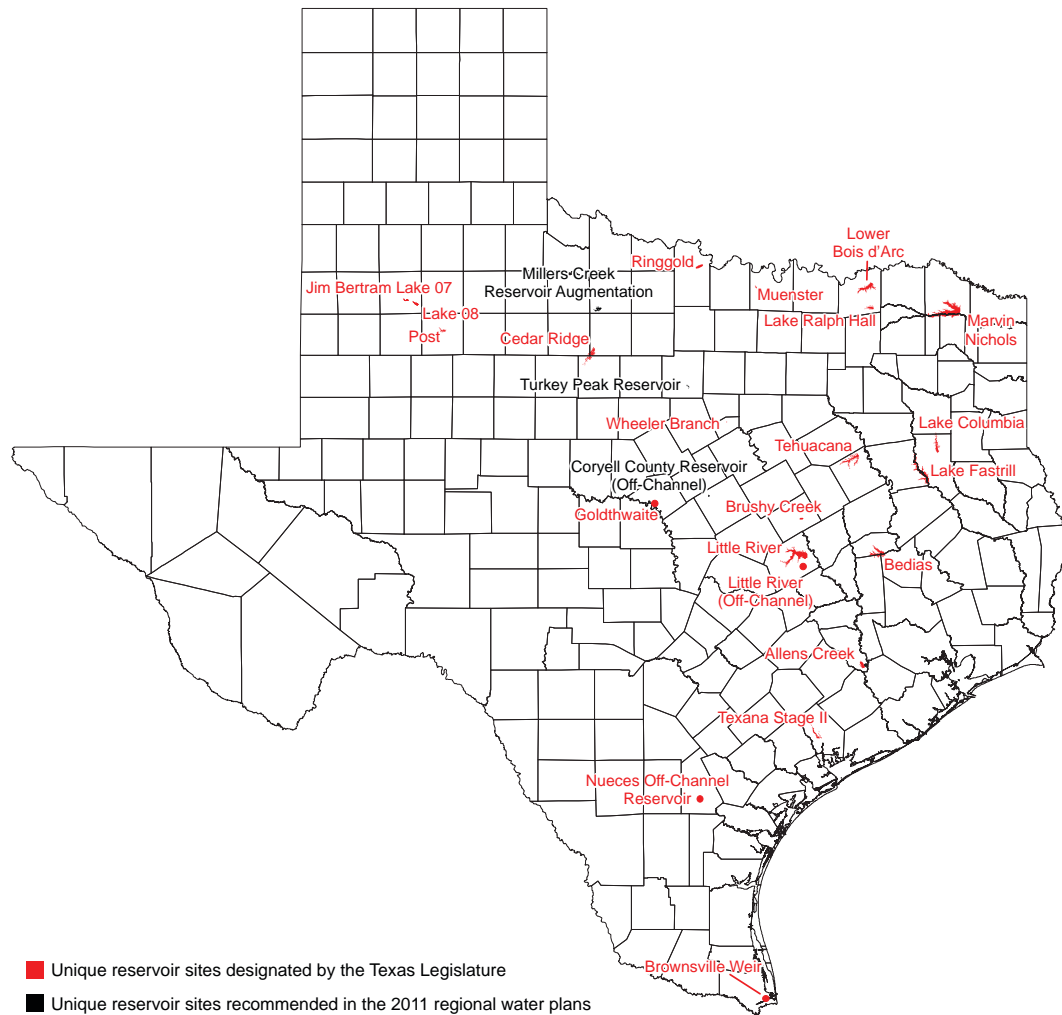 Lower
Bois d'Arc
Ringgold
Millers Creek
Reservoir Augmentation
Jim Bertram Lake 07
Muenster
Lake 08
Lake Ralph Hall
Marvin
Nichols
Post
Cedar Ridge
Turkey Peak Reservoir
Wheeler Branch
Lake Columbia
Tehuacana
Coryell County Reservoir
(Off-Channel)
Lake Fastrill
Goldthwaite
Brushy Creek
Little River
Bedias
Little River
(Off-Channel)
Allens Creek
Texana Stage II
Nueces Off-Channel
Reservoir
Brownsville Weir
Unique reservoir sites designated by the Texas Legislature
Unique reservoir sites recommended in the 2011 regional water plans